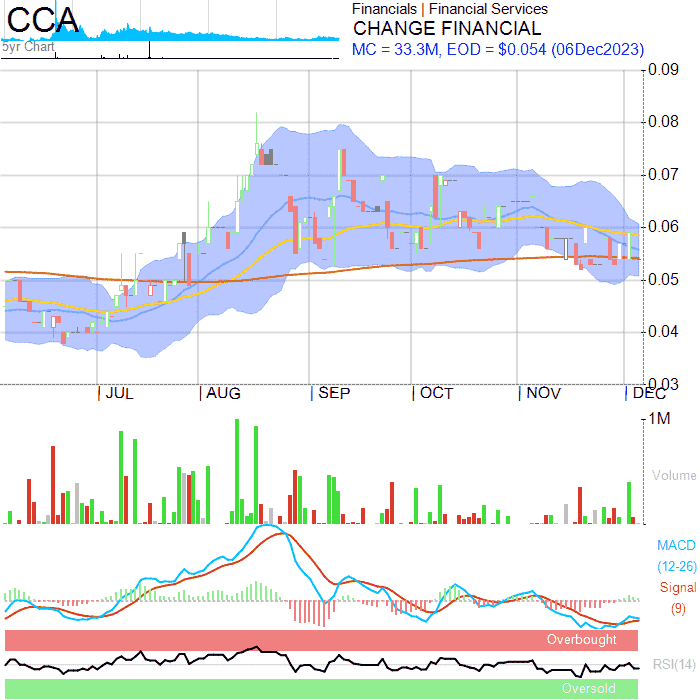 CCA
5yr Chart
Financials | Financial Services
CHANGE FINANCIAL
MC = 33.3M, EOD = $0.054 (06Dec2023)
0.09
0.08
0.07
0.06
0.05
0.04
0.03
JUL AUG SEP OCT NOV DEC
1M
Volume
MACD
(12-26)
Signal
(9)
Overbought
RSI(14)
Oversold